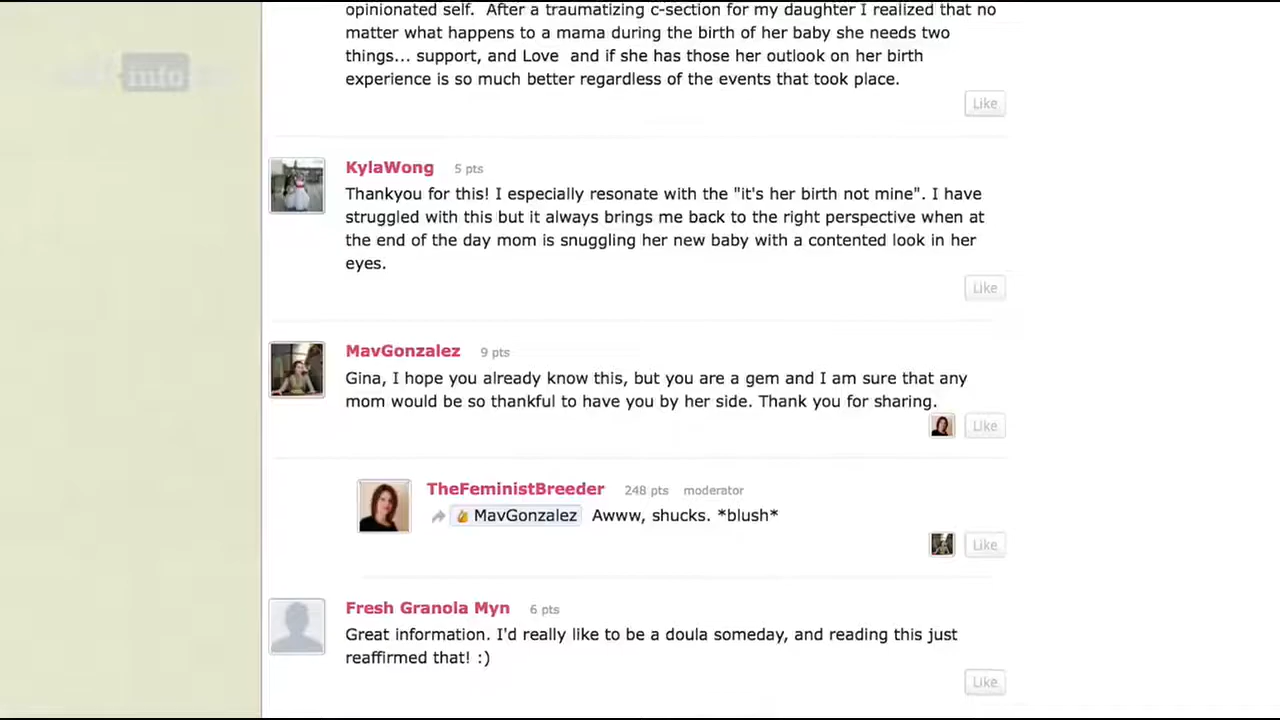 opinionated self. After a traumatizing c-section for my daughter I realized that no
matter what happens to a mama during the birth of her baby she needs two
things... support, and Love and if she has those her outlook on her birth
experience is so much better regardless of the events that took place.
info
Like
KylaWong 5 pts
Thankyou for this! I especially resonate with the "it's her birth not mine". I have
struggled with this but it always brings me back to the right perspective when at
the end of the day mom is snuggling her new baby with a contented look in her
eyes.
Like
MavGonzalez 9 pts
Gina, I hope you already know this, but you are a gem and I am sure that any
mom would be so thankful to have you by her side. Thank you for sharing.
Like
TheFeministBreeder 248 pts moderator
MavGonzalez Awww, shucks. *blush*
Like
Fresh Granola Myn 6 pts
Great information. I'd really like to be a doula someday, and reading this just
reaffirmed that! :)
Like